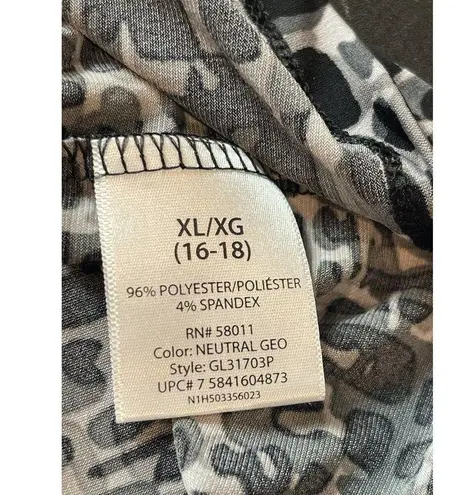 XL/XG
(16-18)
96% POLYESTER/POLIÉSTER
4% SPANDEX
RN# 58011
Color: NEUTRAL GEO
Style: GL31703P
UPC# 7 5841604873
N1H503356023